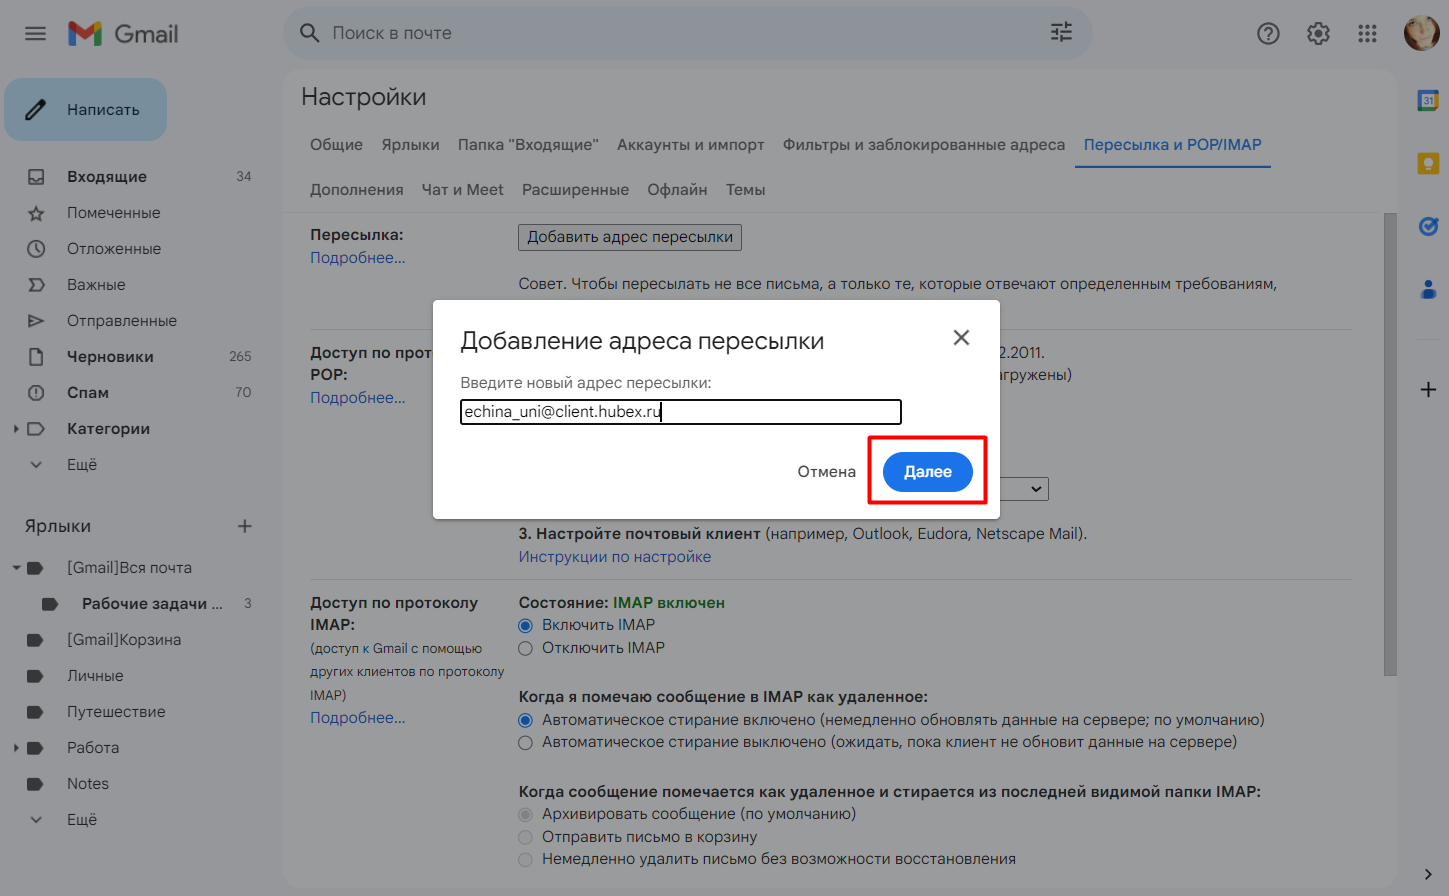 Gmail
Поиск в почте
Написать
Входящие 34
Помеченные
Отложенные
Важные
Отправленные
Черновики 265
Спам 70
Категории
Ещё
Ярлыки
[Gmail]Вся почта
Рабочие задачи ... 3
[Gmail]Корзина
Личные
Путешествие
Работа
Notes
Ещё
Настройки
Общие Ярлыки Папка "Входящие" Аккаунты и импорт Фильтры и заблокированные адреса Пересылка и POP/IMAP
Дополнения Чат и Meet Расширенные Офлайн Темы
Пересылка:
Подробнее...
Добавить адрес пересылки
Совет. Чтобы пересылать не все письма, а только те, которые отвечают определенным требованиям,
Доступ по прото
POP:
Подробнее...
2.2011.
агружены)
Добавление адреса пересылки
Введите новый адрес пересылки:
echina_uni@client.hubex.ru
Отмена Далее
3. Настройте почтовый клиент (например, Outlook, Eudora, Netscape Mail).
Инструкции по настройке
Доступ по протоколу
IMAP:
(доступ к Gmail с помощью
других клиентов по протоколу
IMAP)
Подробнее...
Состояние: IMAP включен
Включить IMAP
Отключить IMAP
Когда я помечаю сообщение в IMAP как удаленное:
Автоматическое стирание включено (немедленно обновлять данные на сервере; по умолчанию)
Автоматическое стирание выключено (ожидать, пока клиент не обновит данные на сервере)
Когда сообщение помечается как удаленное и стирается из последней видимой папки IMAP:
Архивировать сообщение (по умолчанию)
Отправить письмо в корзину
Немедленно удалить письмо без возможности восстановления
31